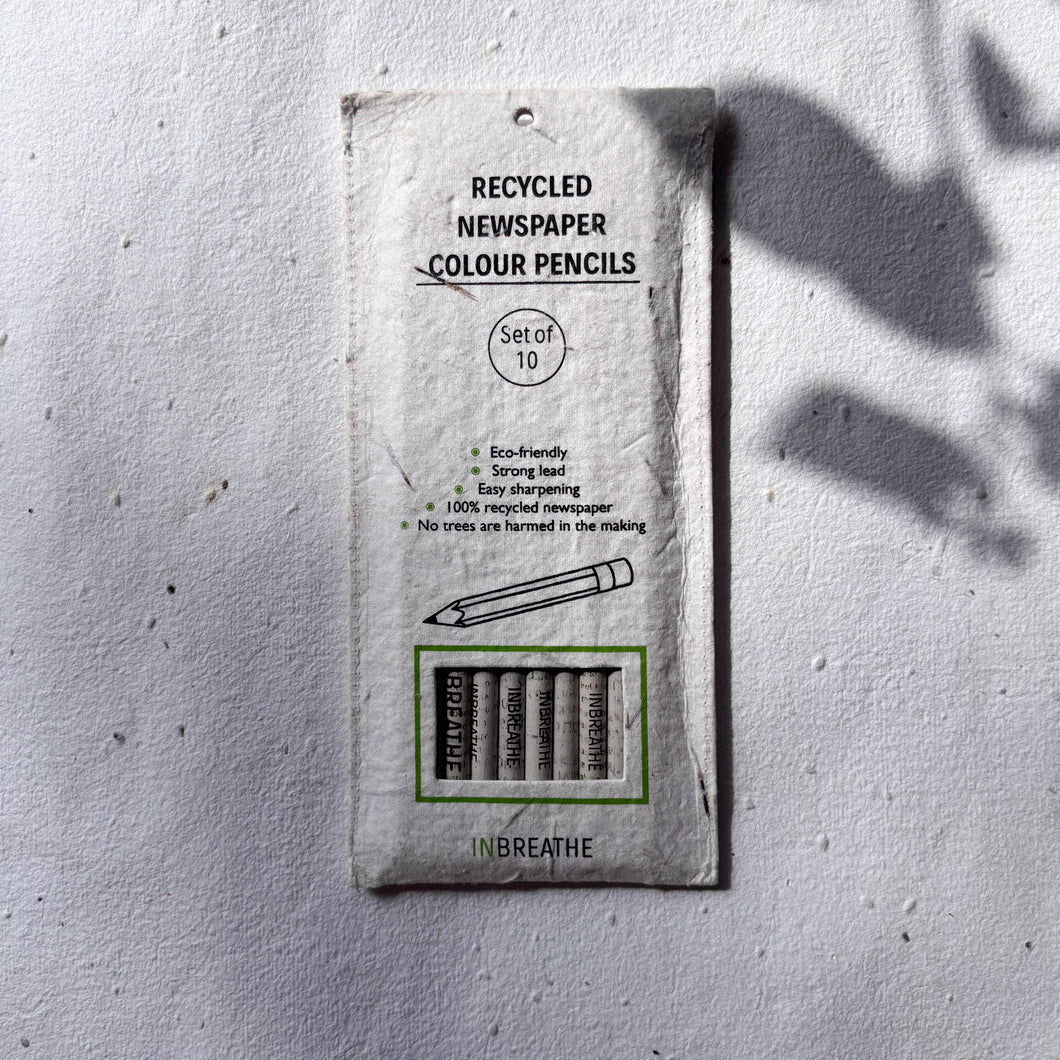 RECYCLED
NEWSPAPER
COLOUR PENCILS
Set of
10
Eco-friendly
Strong lead
Easy sharpening
100% recycled newspaper
No trees are harmed in the making
BREATHE
INBREATHE
INBREATHE
INBREATHE
INBREATHE
INBREATHE